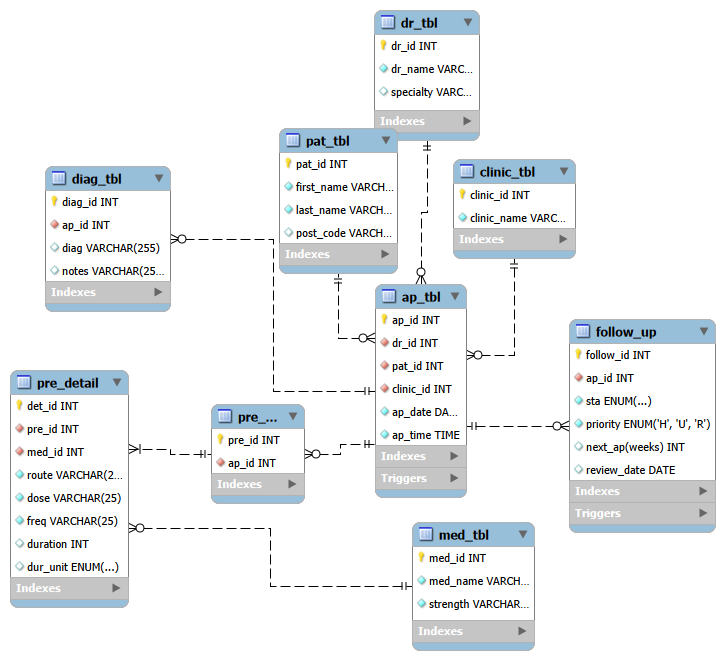 dr_tbl
dr_id INT
dr_name VARC...
specialty VARC...
Indexes
pat_tbl
pat_id INT
first_name VARCH...
last_name VARCH...
post_code VARCH...
Indexes
diag_tbl
diag_id INT
ap_id INT
diag VARCHAR(255)
notes VARCHAR(25...
Indexes
clinic_tbl
clinic_id INT
clinic_name VARC...
Indexes
ap_tbl
ap_id INT
dr_id INT
pat_id INT
clinic_id INT
ap_date DA...
ap_time TIME
Indexes
Triggers
follow_up
follow_id INT
ap_id INT
sta ENUM(...)
priority ENUM('H', 'U', 'R')
next_ap(weeks) INT
review_date DATE
Indexes
Triggers
pre_detail
det_id INT
pre_id INT
med_id INT
route VARCHAR(2...
dose VARCHAR(25)
freq VARCHAR(25)
duration INT
dur_unit ENUM(...)
Indexes
pre_...
pre_id INT
ap_id INT
Indexes
med_tbl
med_id INT
med_name VARCH...
strength VARCHAR...
Indexes